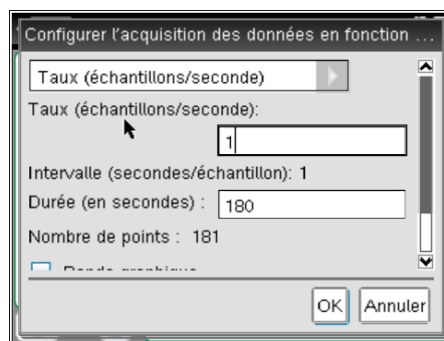 Configurer l'acquisition des données en fonction ...
Taux (échantillons/seconde)
Taux (échantillons/seconde):
1
Intervalle (secondes/échantillon): 1
Durée (en secondes) : 180
Nombre de points : 181
OK Annuler